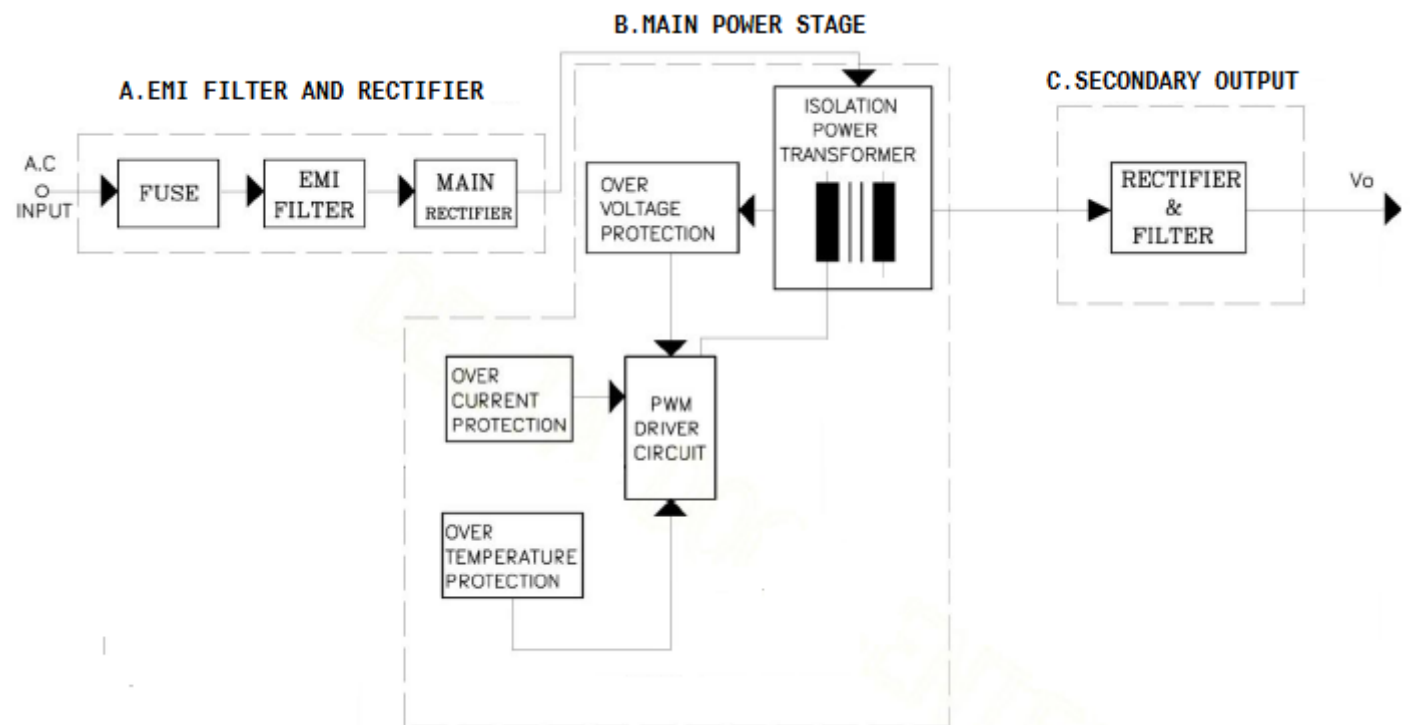 B.MAIN POWER STAGE
A.EMI FILTER AND RECTIFIER
C.SECONDARY OUTPUT
A.C
INPUT
FUSE
EMI
FILTER
MAIN
RECTIFIER
ISOLATION
POWER
TRANSFORMER
OVER
VOLTAGE
PROTECTION
RECTIFIER
&
FILTER
Vo
OVER
CURRENT
PROTECTION
PWM
DRIVER
CIRCUIT
OVER
TEMPERATURE
PROTECTION